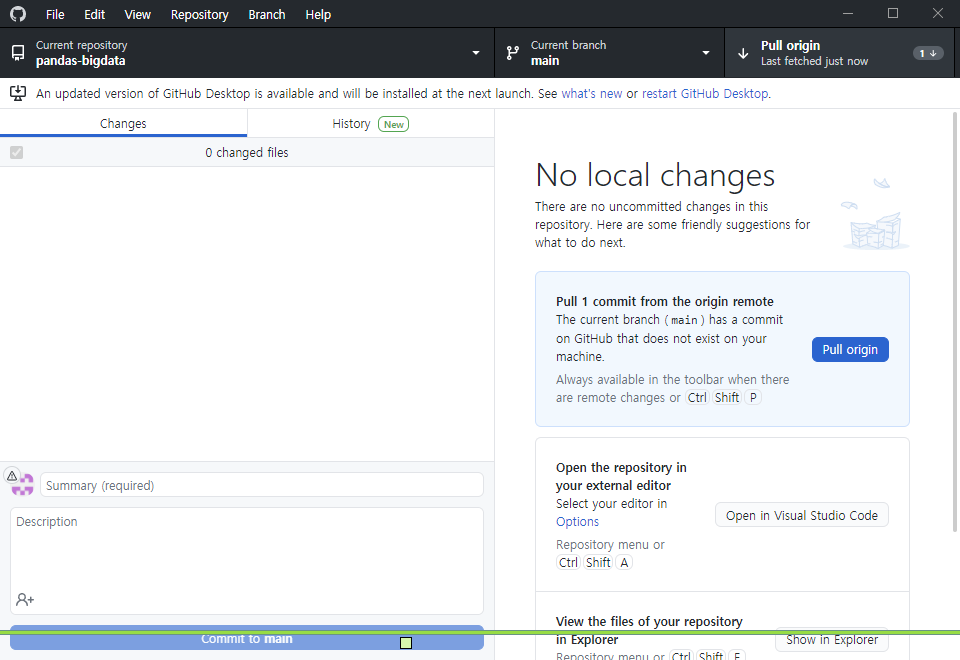 File Edit View Repository Branch Help
Current repository
pandas-bigdata
Current branch
main
Pull origin
Last fetched just now
1
An updated version of GitHub Desktop is available and will be installed at the next launch. See what's new or restart GitHub Desktop.
Changes
History New
0 changed files
Summary (required)
Description
Commit to main
No local changes
There are no uncommitted changes in this
repository. Here are some friendly suggestions for
what to do next.
Pull 1 commit from the origin remote
The current branch (main) has a commit
on GitHub that does not exist on your
machine.
Always available in the toolbar when there
are remote changes or Ctrl Shift P
Pull origin
Open the repository in
your external editor
Select your editor in
Options
Repository menu or
Ctrl Shift A
Open in Visual Studio Code
View the files of your repository
in Explorer
Repository menu or Ctrl Shift F
Show in Explorer